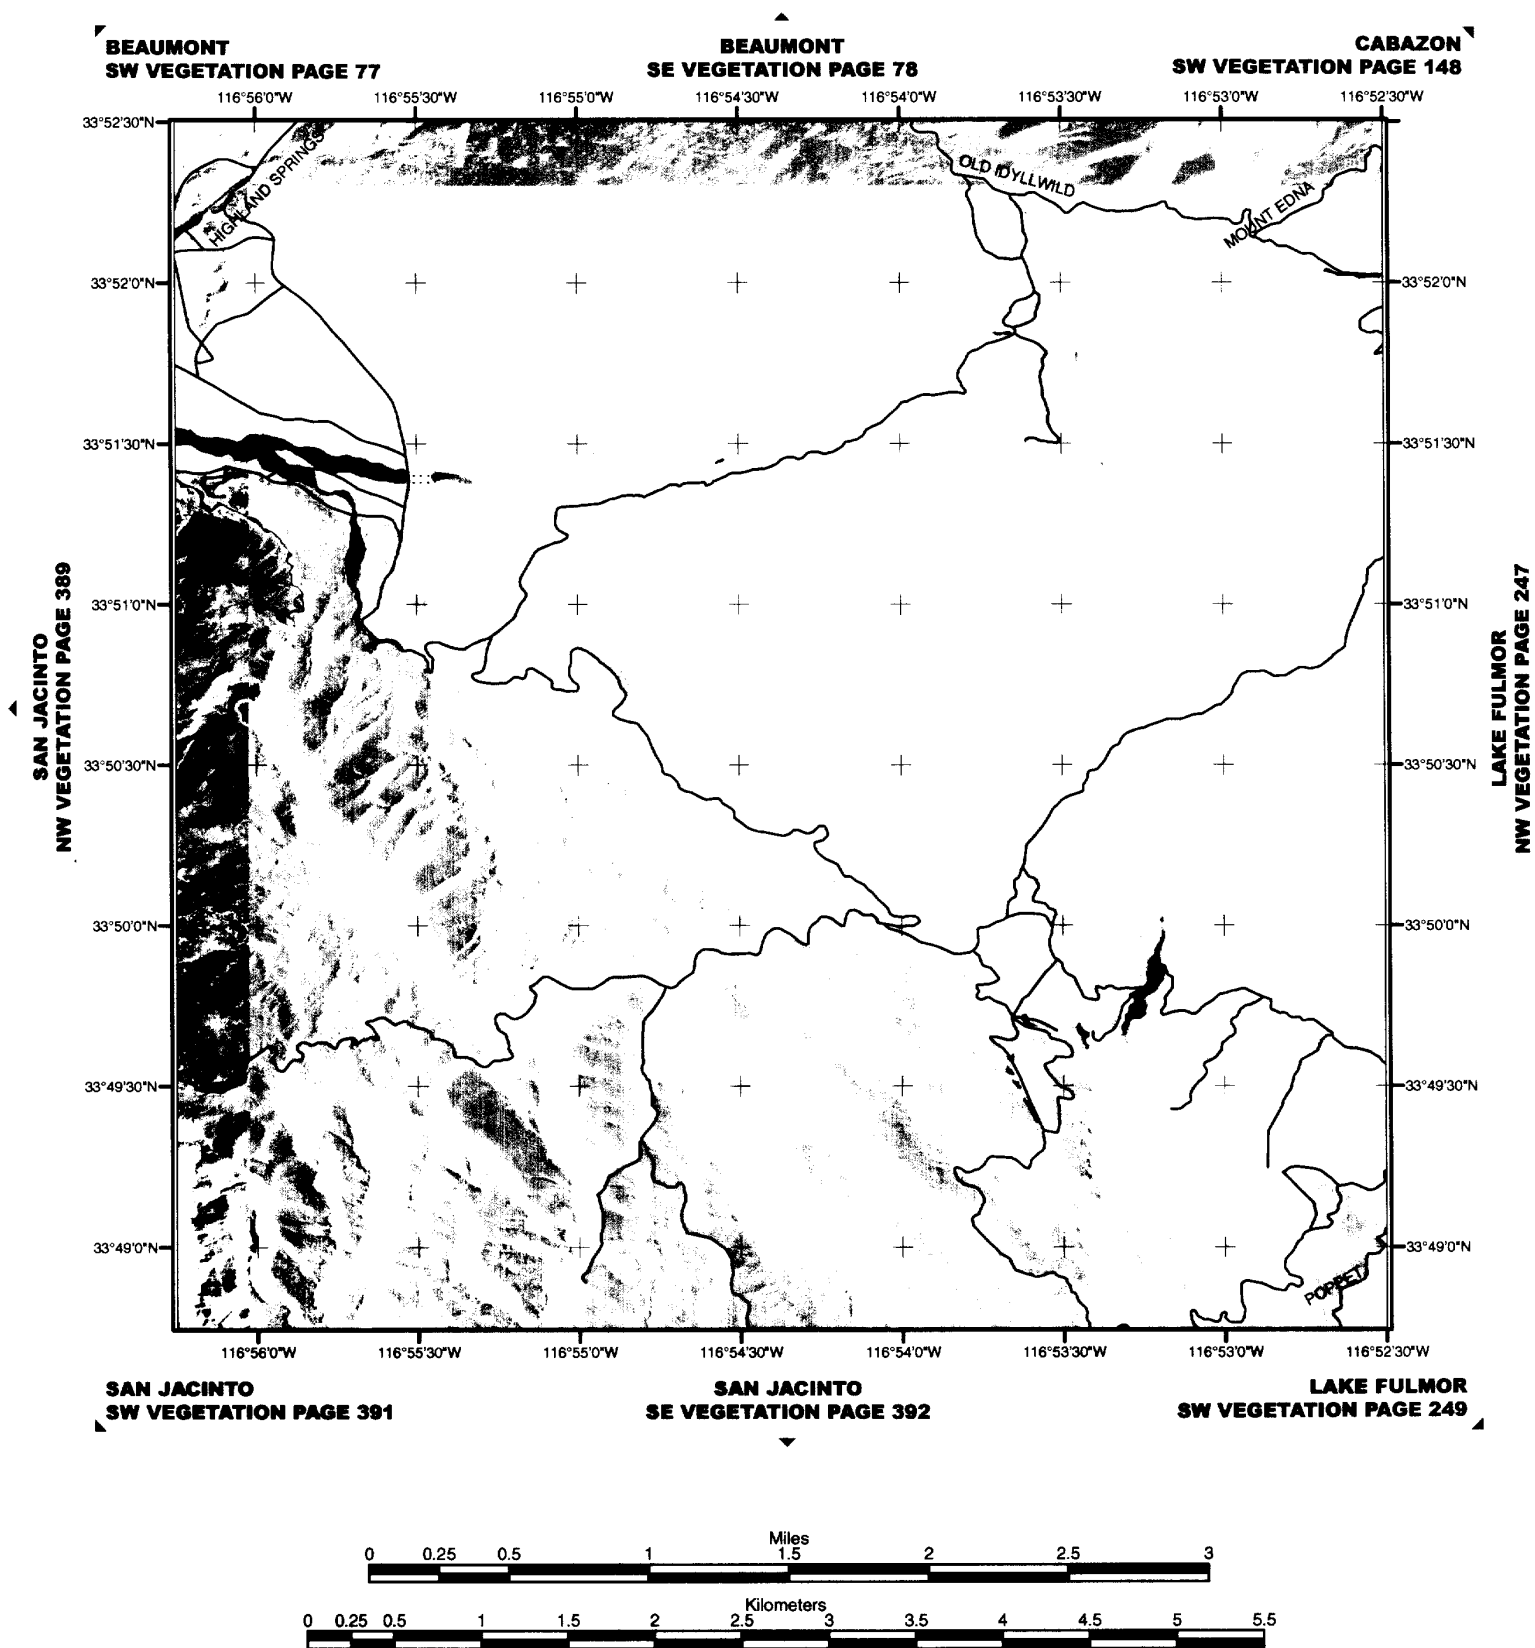 BEAUMONT
SW VEGETATION PAGE 77
BEAUMONT
SE VEGETATION PAGE 78
CABAZON
SW VEGETATION PAGE 148
116°56'0"W 116°55'30"W 116°55'0"W 116°54'30"W 116°54'0"W 116°53'30"W 116°53'0"W 116°52'30"W
33°52'30"N
HIGHLAND SPRINGS
OLD IDYLLWILD
MOUNT EDNA
33°52'0"N 33°52'0"N
33°51'30"N 33°51'30"N
33°51'0"N 33°51'0"N
SAN JACINTO
NW VEGETATION PAGE 389
LAKE FULMOR
NW VEGETATION PAGE 247
33°50'30"N 33°50'30"N
33°50'0"N 33°50'0"N
33°49'30"N 33°49'30"N
33°49'0"N 33°49'0"N
POPPET
116°56'0"W 116°55'30"W 116°55'0"W 116°54'30"W 116°54'0"W 116°53'30"W 116°53'0"W 116°52'30"W
SAN JACINTO
SW VEGETATION PAGE 391
SAN JACINTO
SE VEGETATION PAGE 392
LAKE FULMOR
SW VEGETATION PAGE 249
Miles
0 0.25 0.5 1 1.5 2 2.5 3
Kilometers
0 0.25 0.5 1 1.5 2 2.5 3 3.5 4 4.5 5 5.5